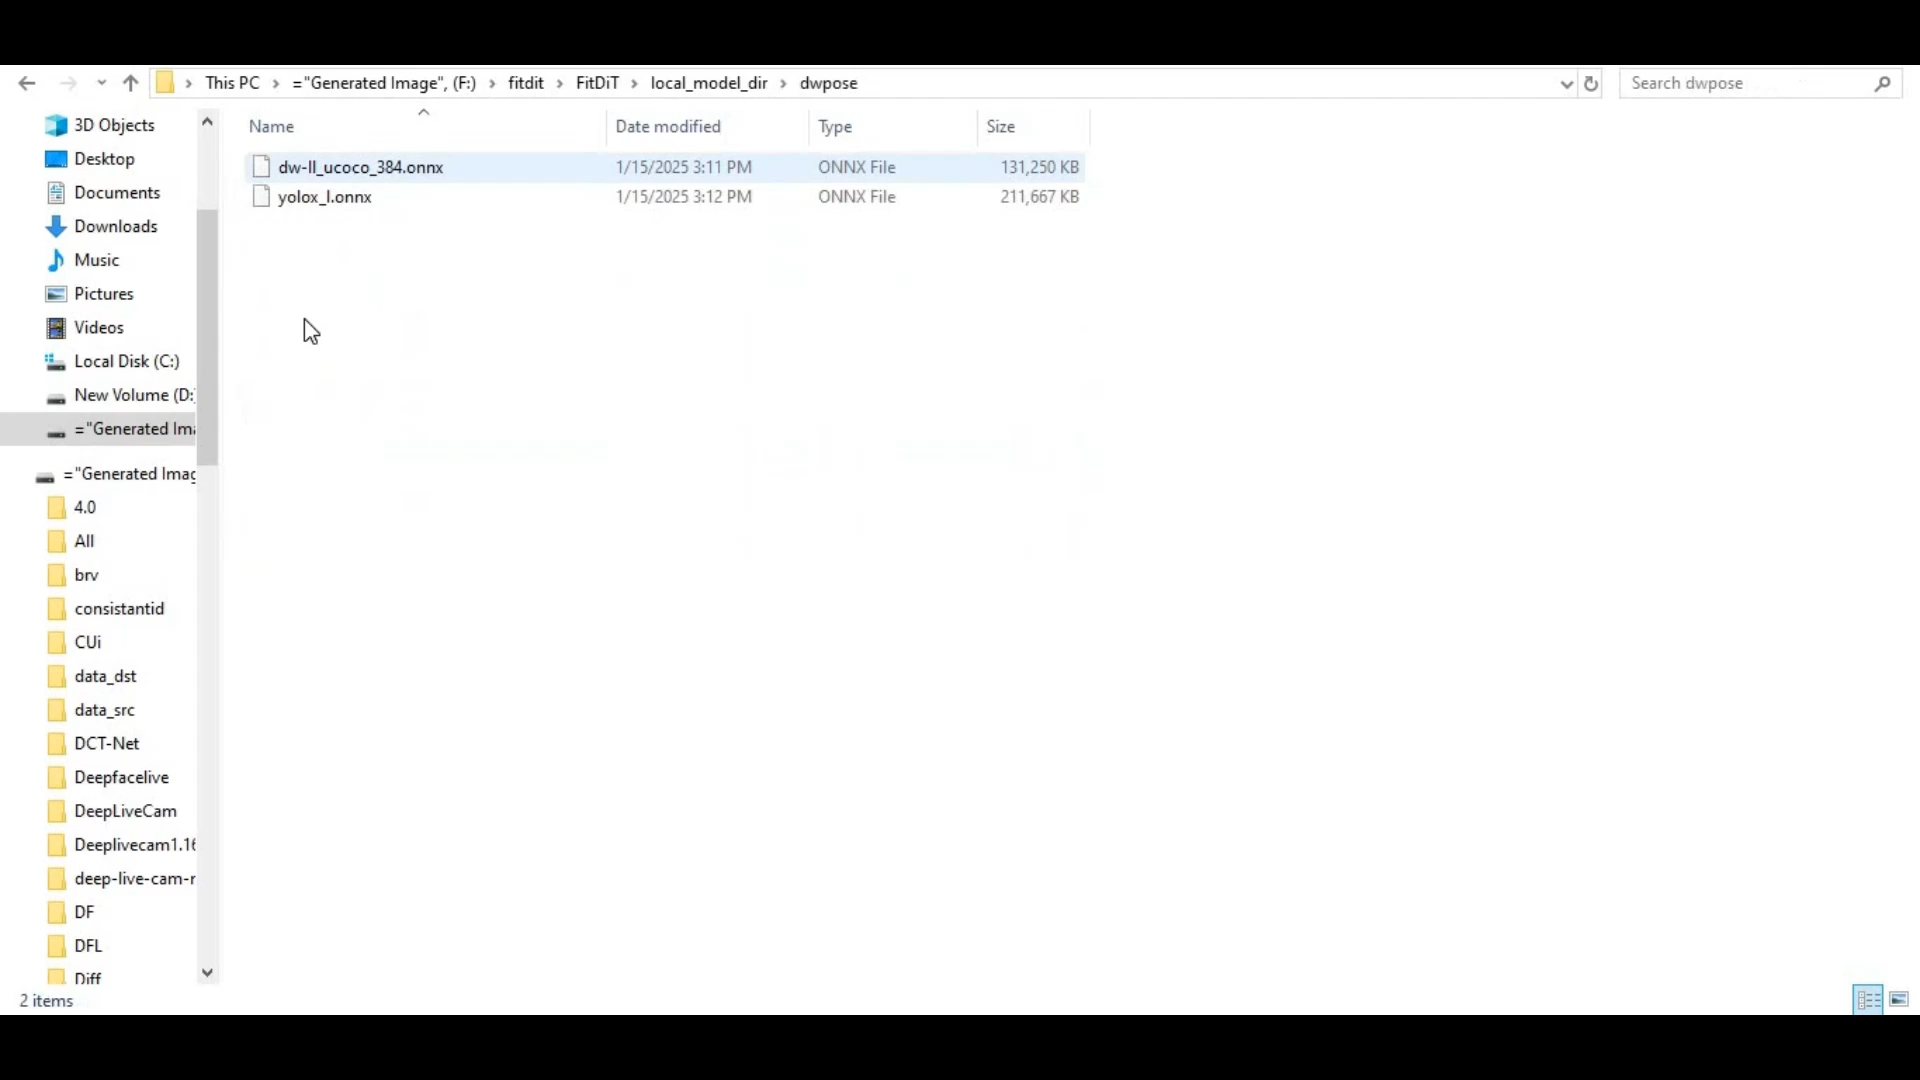 This PC > ="Generated Image", (F:) > fitdit > FitDiT > local_model_dir > dwpose
Search dwpose
Name Date modified Type Size
dw-ll_ucoco_384.onnx 1/15/2025 3:11 PM ONNX File 131,250 KB
yolox_l.onnx 1/15/2025 3:12 PM ONNX File 211,667 KB
3D Objects
Desktop
Documents
Downloads
Music
Pictures
Videos
Local Disk (C:)
New Volume (D:
="Generated Ima
="Generated Imag
4.0
All
brv
consistantid
CUi
data_dst
data_src
DCT-Net
Deepfacelive
DeepLiveCam
Deeplivecam1.16
deep-live-cam-r
DF
DFL
Diff
2 items